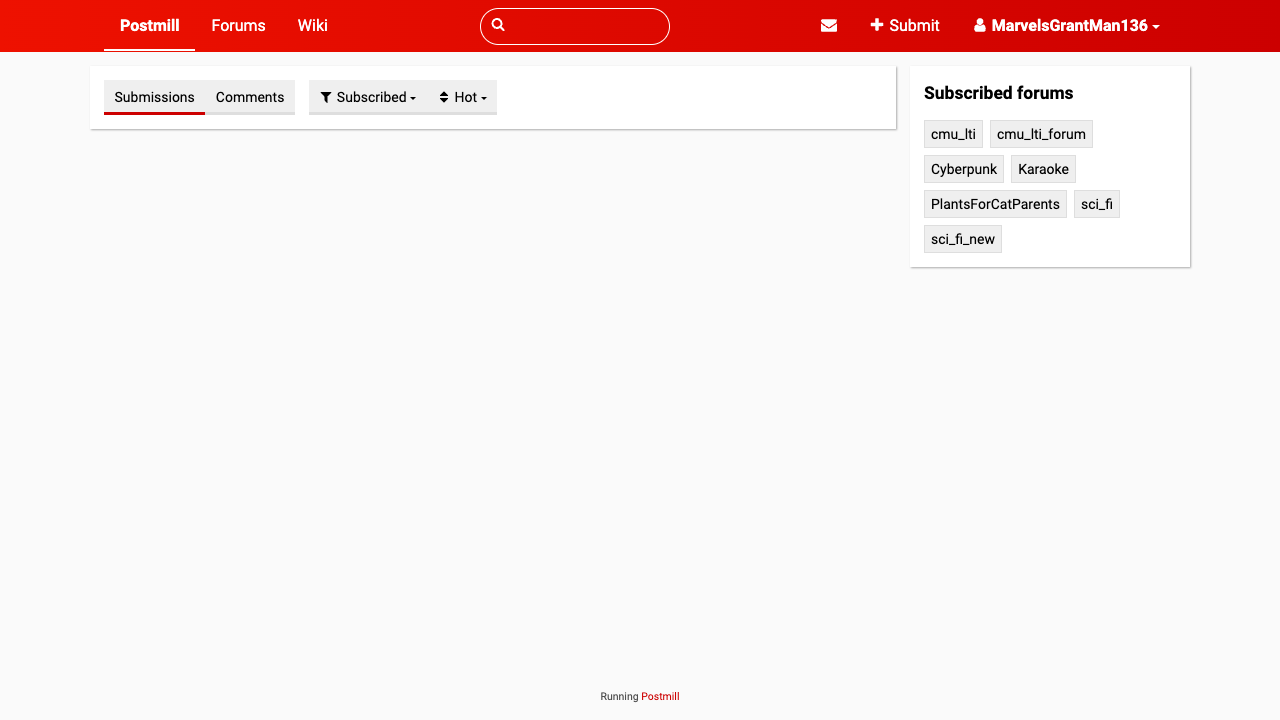 Postmill Forums Wiki Submit MarvelsGrantMan136
Submissions Comments Subscribed Hot
Subscribed forums
cmu_lti cmu_lti_forum
Cyberpunk Karaoke
PlantsForCatParents sci_fi
sci_fi_new
Running Postmill